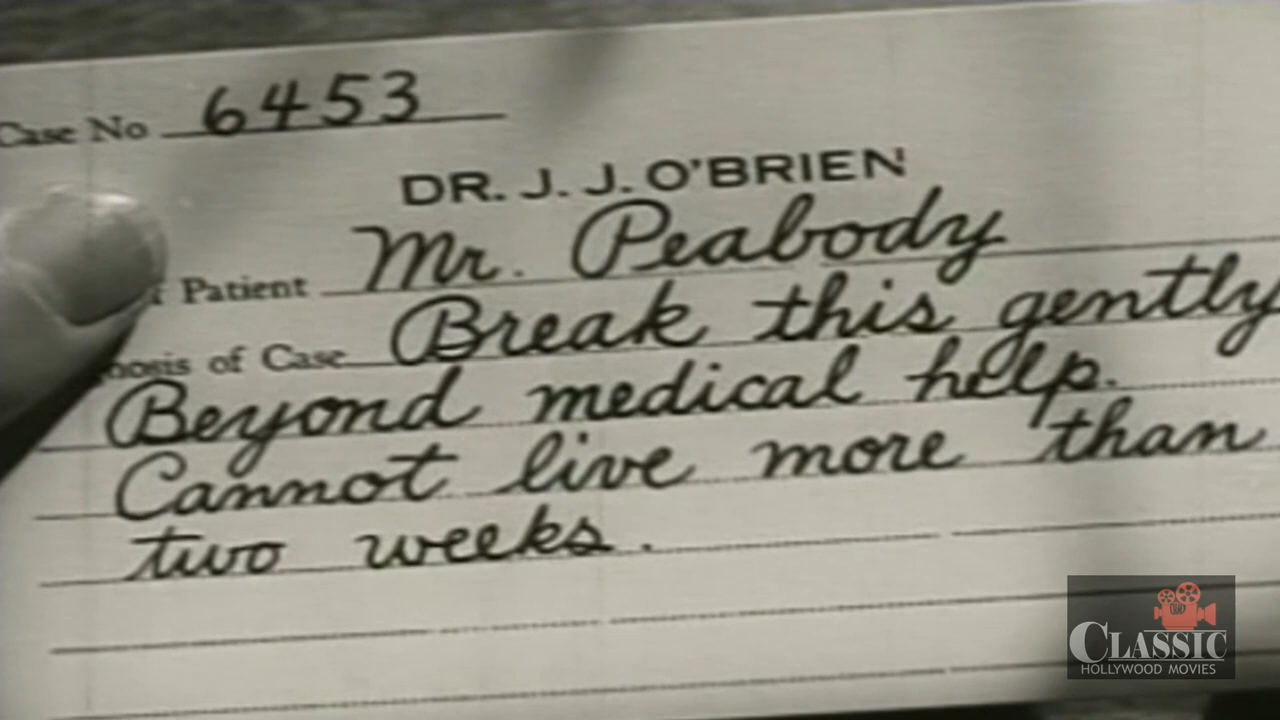 Case No 6453
DR. J. J. O'BRIEN
Patient Mr. Peabody
of Case Break this gently
Beyond medical help.
Cannot live more than
two weeks.
CLASSIC
HOLLYWOOD MOVIES